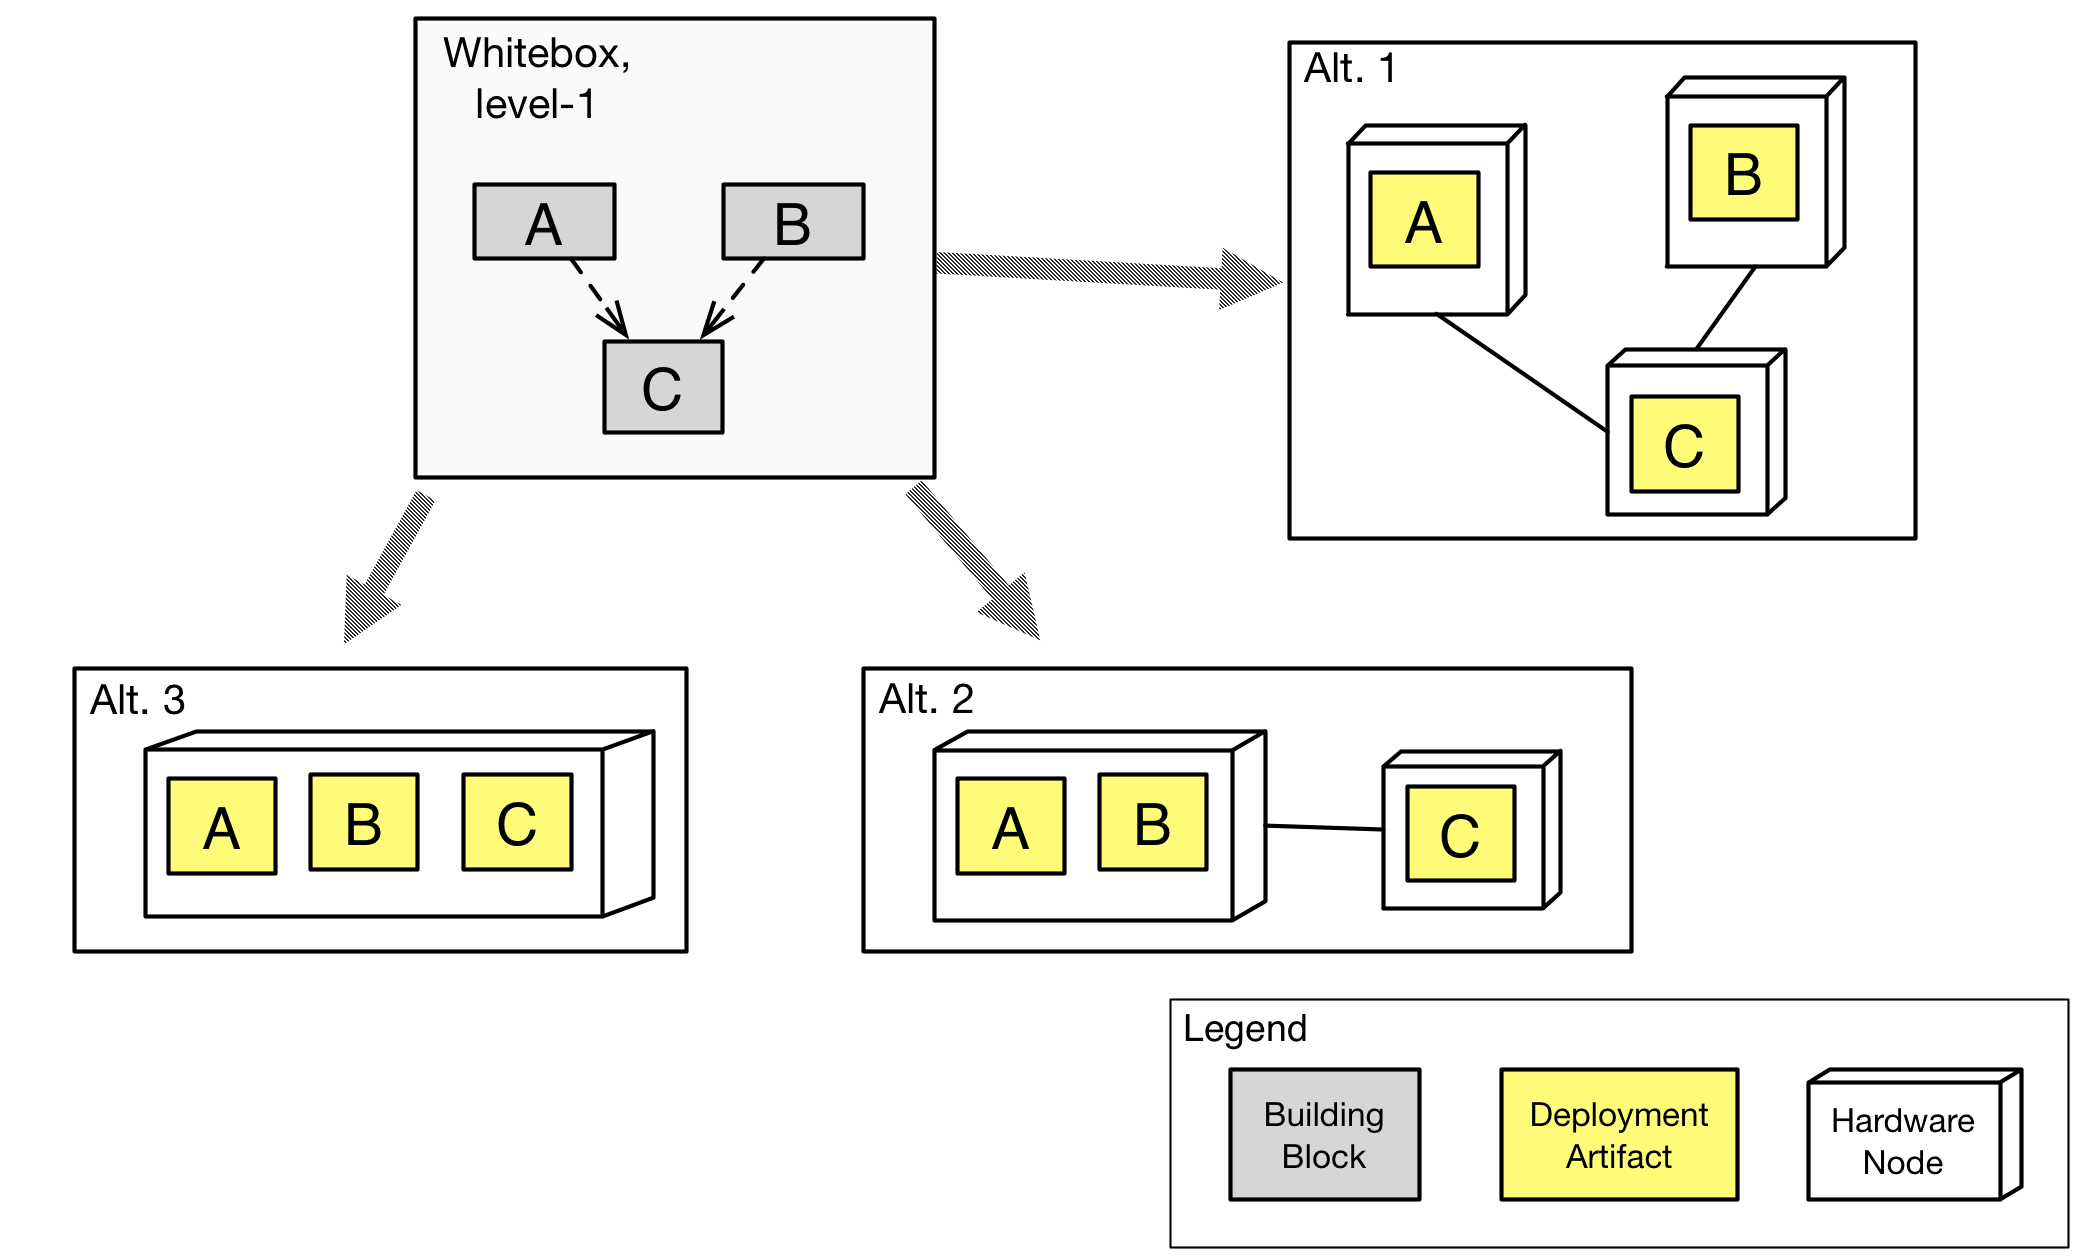 Whitebox,
level-1
A
B
C
Alt. 1
A
B
C
Alt. 3
A
B
C
Alt. 2
A
B
C
Legend
Building
Block
Deployment
Artifact
Hardware
Node